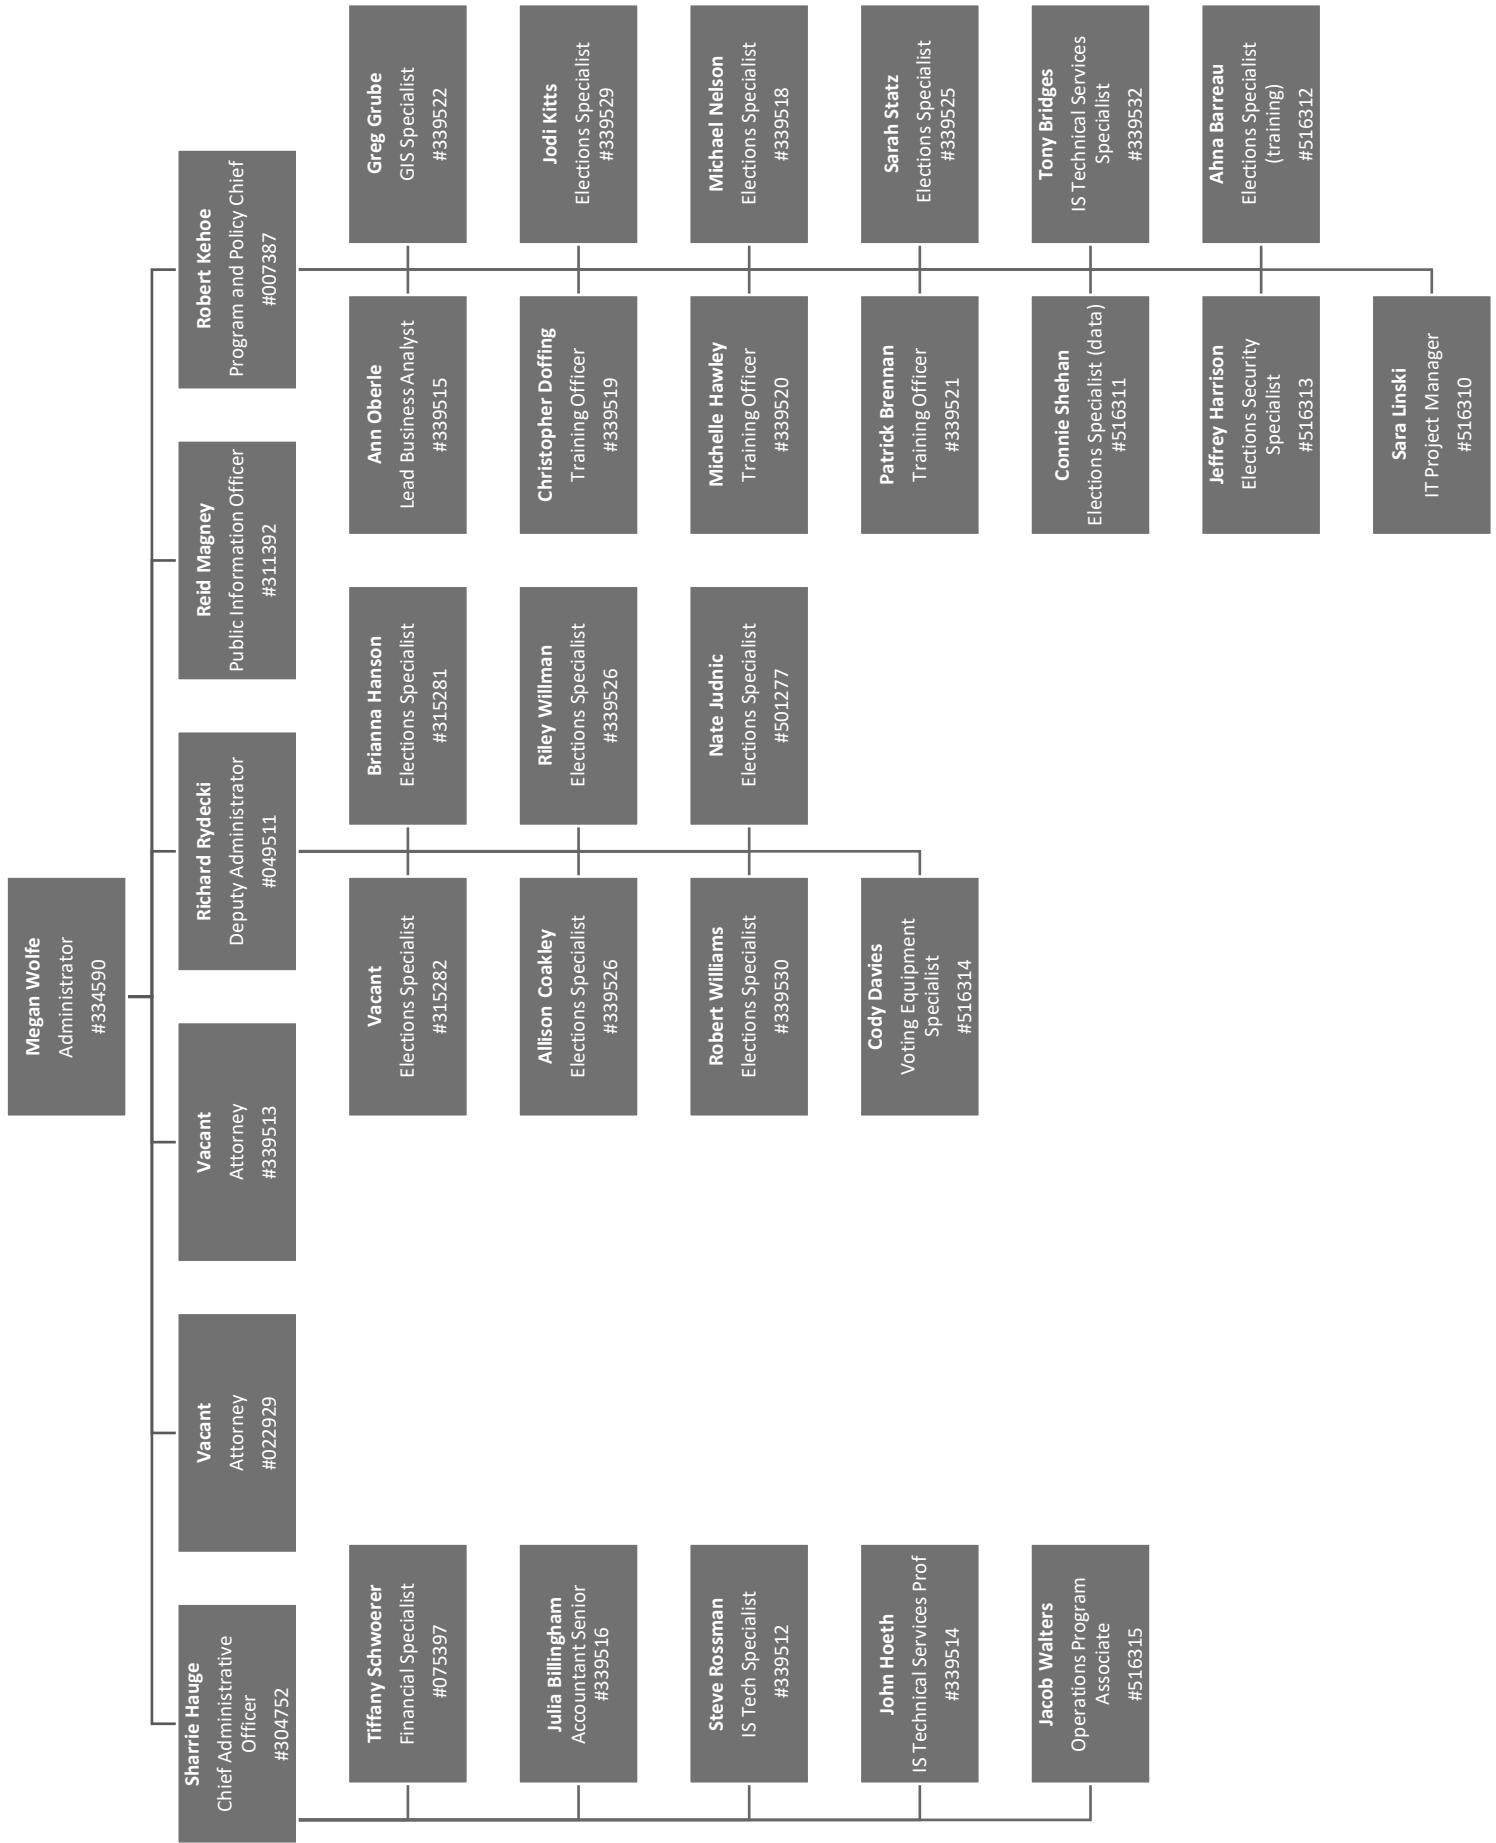 Megan Wolfe
Administrator
#334590
Sharrie Hauge
Chief Administrative
Officer
#304752
Vacant
Attorney
#022929
Vacant
Attorney
#339513
Richard Rydecki
Deputy Administrator
#049511
Reid Magney
Public Information Officer
#311392
Robert Kehoe
Program and Policy Chief
#007387
Tiffany Schwoerer
Financial Specialist
#075397
Julia Billingham
Accountant Senior
#339516
Steve Rossman
IS Tech Specialist
#339512
John Hoeth
IS Technical Services Prof
#339514
Jacob Walters
Operations Program
Associate
#516315
Vacant
Elections Specialist
#315282
Brianna Hanson
Elections Specialist
#315281
Allison Coakley
Elections Specialist
#339526
Riley Willman
Elections Specialist
#339526
Robert Williams
Elections Specialist
#339530
Nate Judnic
Elections Specialist
#501277
Cody Davies
Voting Equipment
Specialist
#516314
Ann Oberle
Lead Business Analyst
#339515
Greg Grube
GIS Specialist
#339522
Christopher Doffing
Training Officer
#339519
Jodi Kitts
Elections Specialist
#339529
Michelle Hawley
Training Officer
#339520
Michael Nelson
Elections Specialist
#339518
Patrick Brennan
Training Officer
#339521
Sarah Statz
Elections Specialist
#339525
Connie Shehan
Elections Specialist (data)
#516311
Tony Bridges
IS Technical Services
Specialist
#339532
Jeffrey Harrison
Elections Security
Specialist
#516313
Ahna Barreau
Elections Specialist
(training)
#516312
Sara Linski
IT Project Manager
#516310